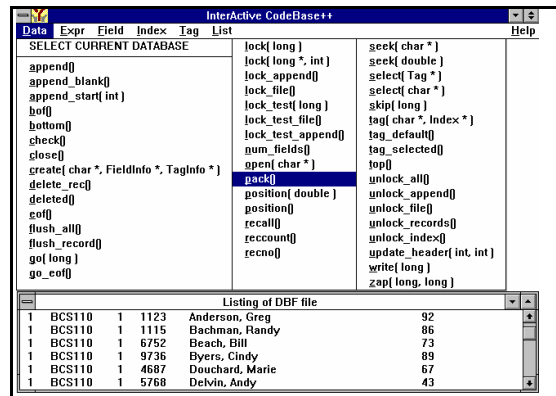 InterActive CodeBase++
Data Expr Field Index Tag List Help
SELECT CURRENT DATABASE
append()
append_blank()
append_start( int )
bof()
bottom()
check()
close()
create( char *, FieldInfo *, TagInfo * )
delete_rec()
deleted()
eof()
flush_all()
flush_record()
go( long )
go_eof()
lock( long )
lock( long *, int )
lock_append()
lock_file()
lock_test( long )
lock_test_file()
lock_test_append()
num_fields()
open( char * )
pack()
position( double )
position()
recall()
reccount()
recno()
seek( char * )
seek( double )
select( Tag * )
select( char * )
skip( long )
tag( char *, Index * )
tag_default()
tag_selected()
top()
unlock_all()
unlock_append()
unlock_file()
unlock_records()
unlock_index()
update_header( int, int )
write( long )
zap( long, long )
Listing of DBF file
1 BCS110 1 1123 Anderson, Greg 92
1 BCS110 1 1115 Bachman, Randy 86
1 BCS110 1 6752 Beach, Bill 73
1 BCS110 1 9736 Byers, Cindy 89
1 BCS110 1 4687 Douchard, Marie 67
1 BCS110 1 5768 Delvin, Andy 43